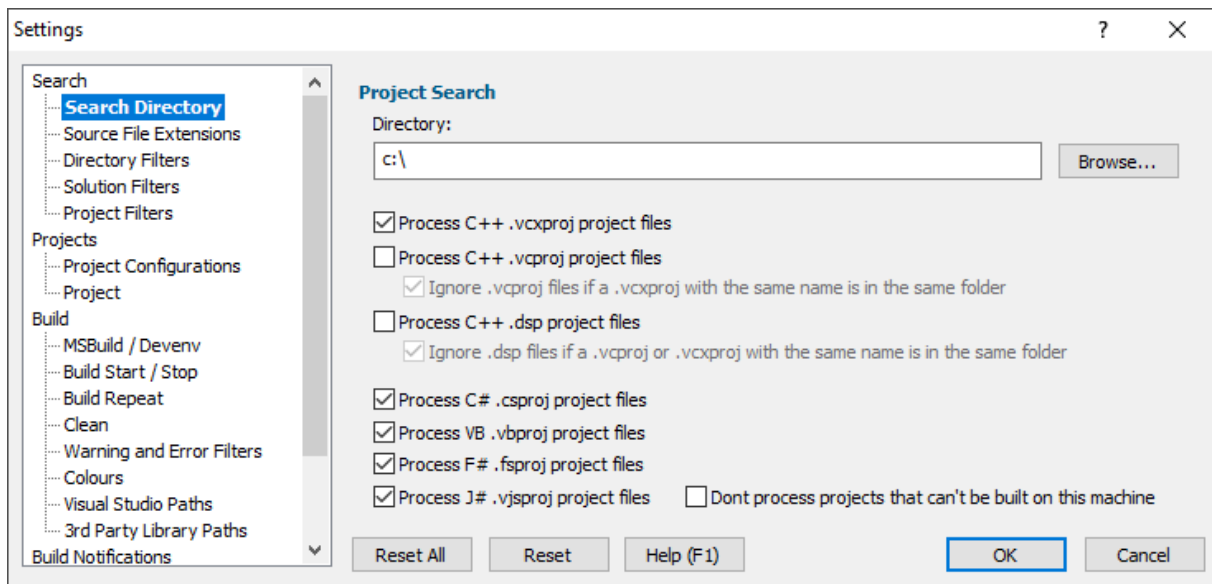 Settings
?
Search
Search Directory
Source File Extensions
Directory Filters
Solution Filters
Project Filters
Projects
Project Configurations
Project
Build
MSBuild / Devenv
Build Start / Stop
Build Repeat
Clean
Warning and Error Filters
Colours
Visual Studio Paths
3rd Party Library Paths
Build Notifications
Project Search
Directory:
c:\
Browse...
Process C++ .vcxproj project files
Process C++ .vcproj project files
Ignore .vcproj files if a .vcxproj with the same name is in the same folder
Process C++ .dsp project files
Ignore .dsp files if a .vcproj or .vcxproj with the same name is in the same folder
Process C# .csproj project files
Process VB .vbproj project files
Process F# .fsproj project files
Process J# .vjsproj project files Dont process projects that can't be built on this machine
Reset All Reset Help (F1) OK Cancel